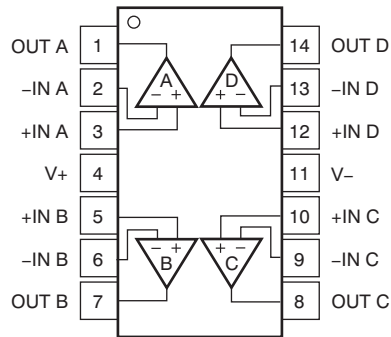 OUT A 1 14 OUT D
−IN A 2 A D 13 −IN D
− + + −
+IN A 3 12 +IN D
V+ 4 11 V−
+IN B 5 10 +IN C
− + + −
−IN B 6 B C 9 −IN C
OUT B 7 8 OUT C